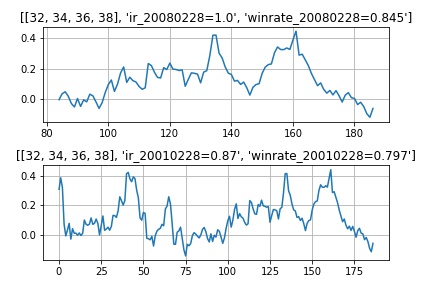 [[32, 34, 36, 38], 'ir_20080228=1.0', 'winrate_20080228=0.845']
0.4
0.2
0.0
80 100 120 140 160 180
[[32, 34, 36, 38], 'ir_20010228=0.87', 'winrate_20010228=0.797']
0.4
0.2
0.0
0 25 50 75 100 125 150 175